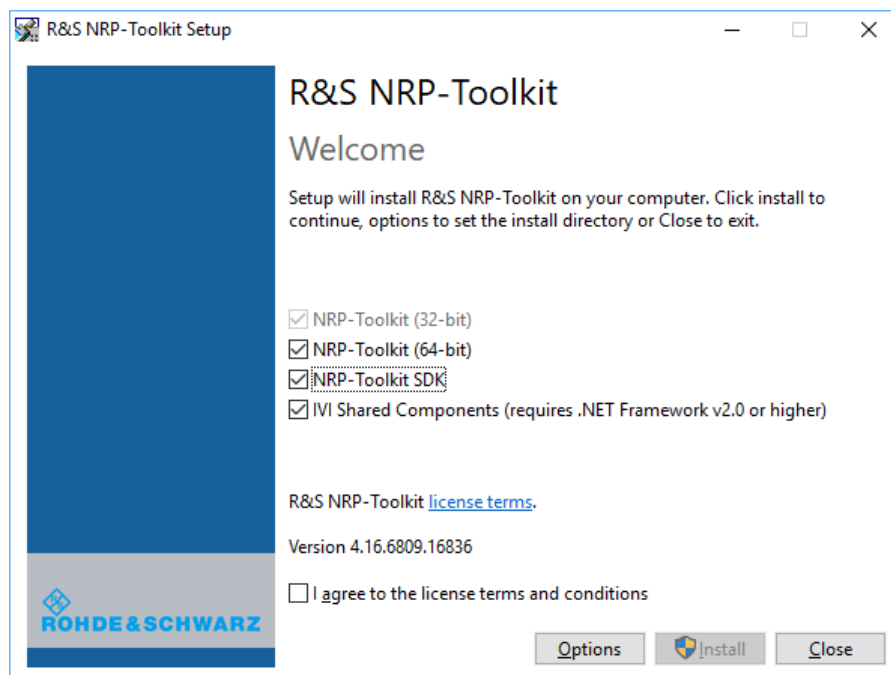 R&S NRP-Toolkit Setup
R&S NRP-Toolkit
Welcome
Setup will install R&S NRP-Toolkit on your computer. Click install to
continue, options to set the install directory or Close to exit.
NRP-Toolkit (32-bit)
NRP-Toolkit (64-bit)
NRP-Toolkit SDK
IVI Shared Components (requires .NET Framework v2.0 or higher)
R&S NRP-Toolkit license terms.
Version 4.16.6809.16836
I agree to the license terms and conditions
ROHDE&SCHWARZ
Options Install Close